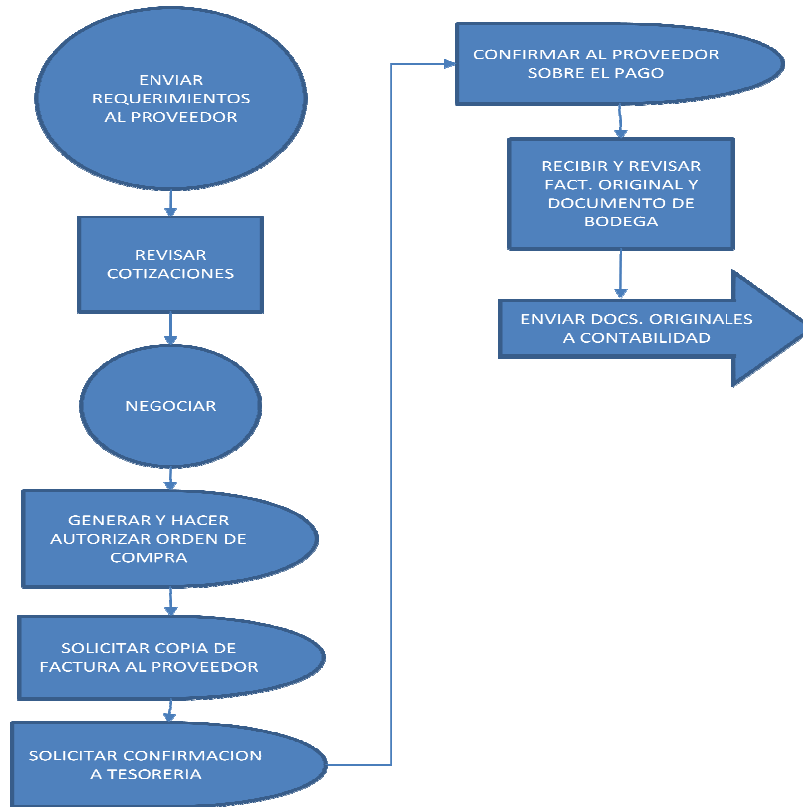 ENVIAR
REQUERIMIENTOS
AL PROVEEDOR
REVISAR
COTIZACIONES
NEGOCIAR
GENERAR Y HACER
AUTORIZAR ORDEN DE
COMPRA
SOLICITAR COPIA DE
FACTURA AL PROVEEDOR
SOLICITAR CONFIRMACION
A TESORERIA
CONFIRMAR AL PROVEEDOR
SOBRE EL PAGO
RECIBIR Y REVISAR
FACT. ORIGINAL Y
DOCUMENTO DE
BODEGA
ENVIAR DOCS. ORIGINALES
A CONTABILIDAD